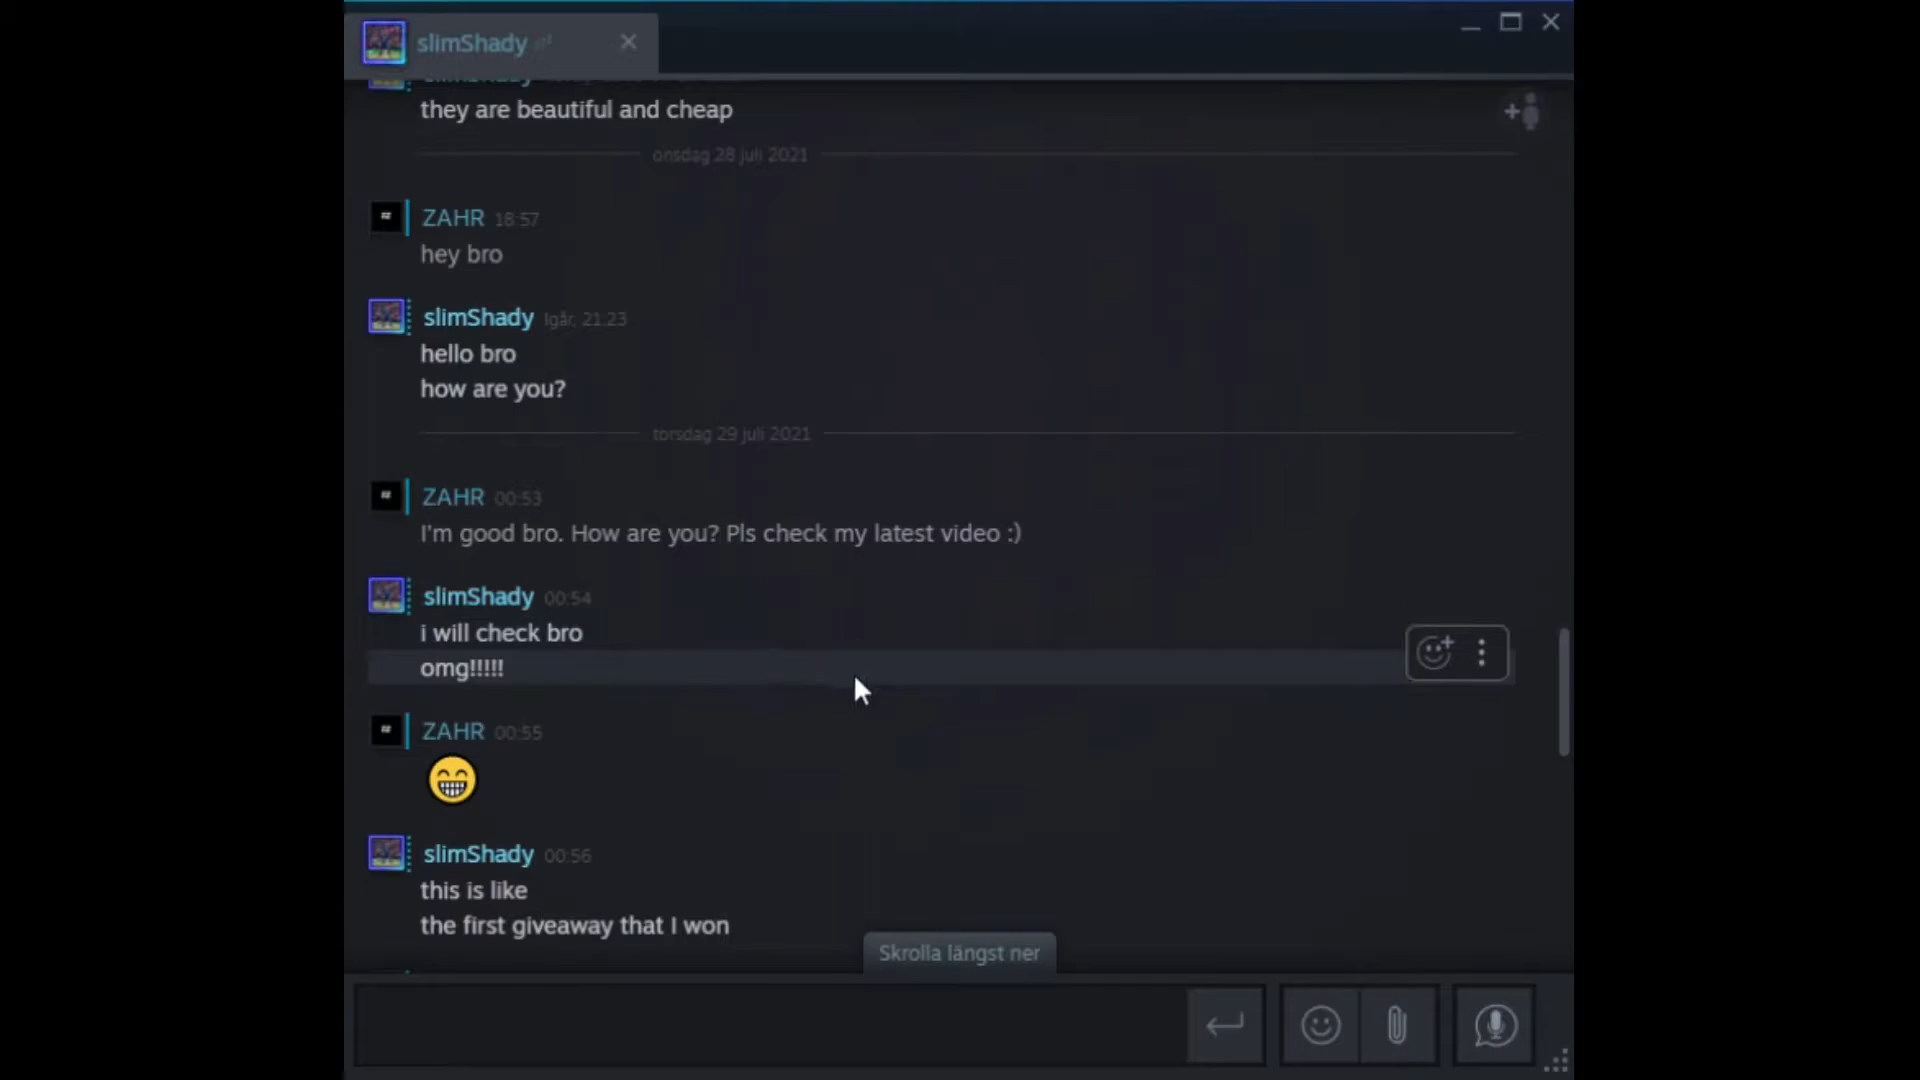 slimShady
they are beautiful and cheap
onsdag 28 juli 2021
ZAHR 18:57
hey bro
slimShady Igår, 21:23
hello bro
how are you?
torsdag 29 juli 2021
ZAHR 00:53
I'm good bro. How are you? Pls check my latest video :)
slimShady 00:54
i will check bro
omg!!!!!
ZAHR 00:55
slimShady 00:56
this is like
the first giveaway that I won
Skrolla längst ner